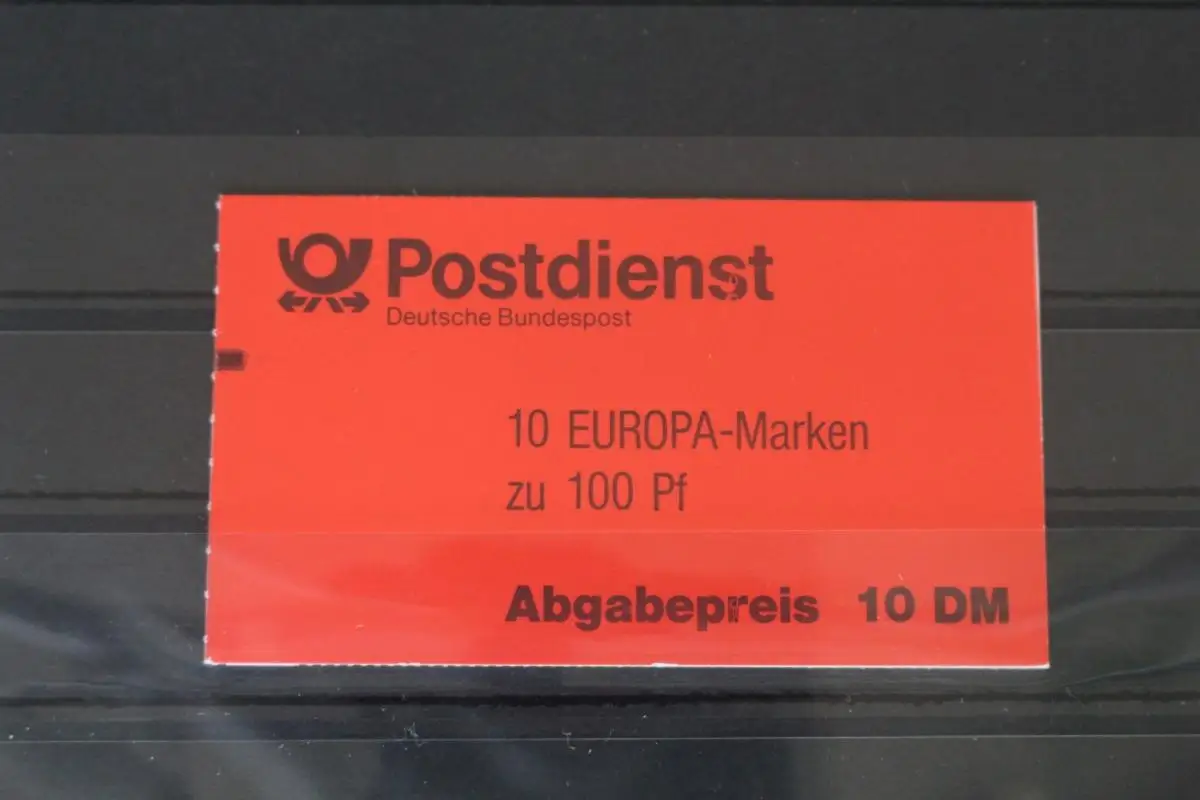 Postdienst
Deutsche Bundespost
10 EUROPA-Marken
zu 100 Pf
Abgabepreis 10 DM